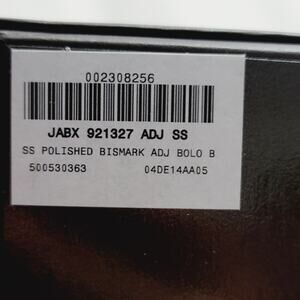 002308256
JABX 921327 ADJ SS
SS POLISHED BISMARK ADJ BOLO B
500530363 04DE14AA05